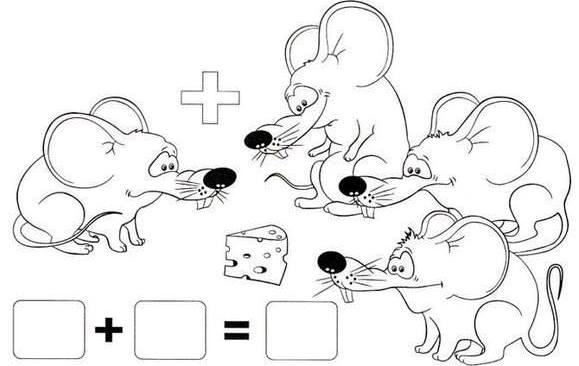 +
+ =